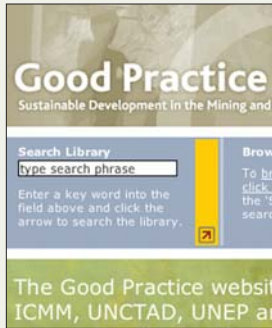 Good Practice
Sustainable Development in the Mining and
Search Library
type search phrase
Enter a key word into the
field above and click the
arrow to search the library.
Brow
To br
click
the 'S
searc
The Good Practice websit
ICMM, UNCTAD, UNEP a